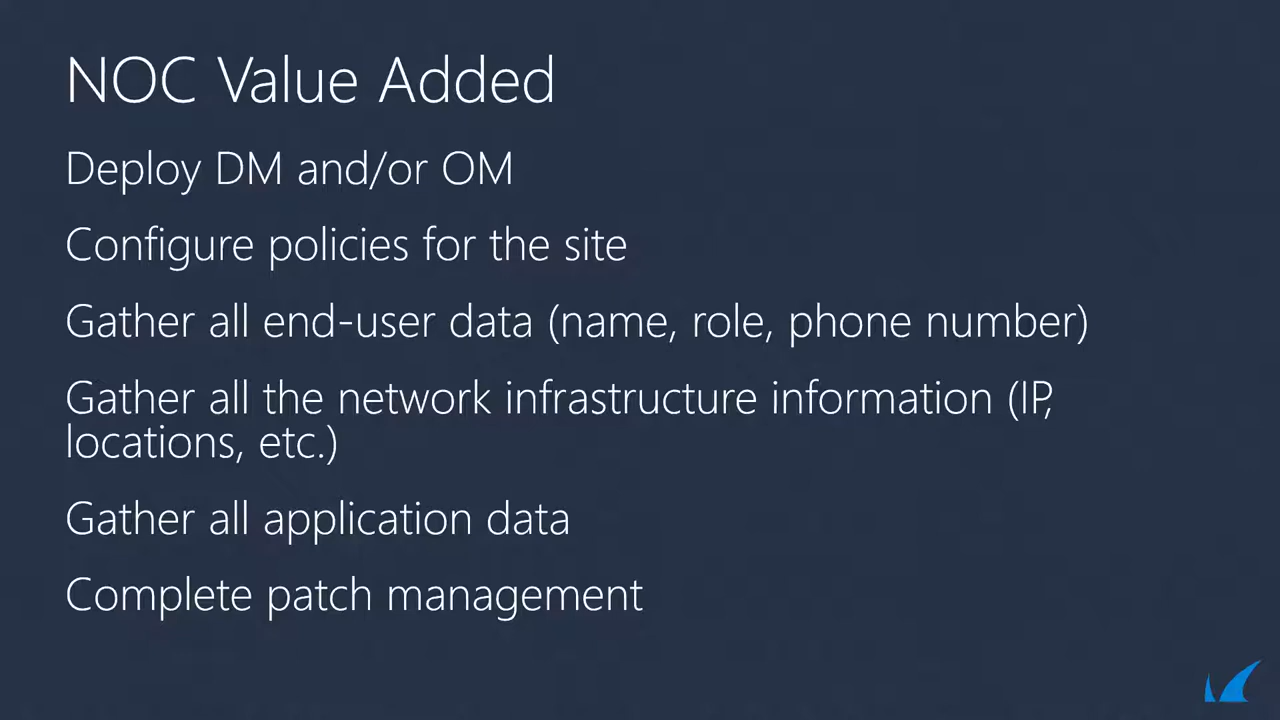 NOC Value Added
Deploy DM and/or OM
Configure policies for the site
Gather all end-user data (name, role, phone number)
Gather all the network infrastructure information (IP,
locations, etc.)
Gather all application data
Complete patch management